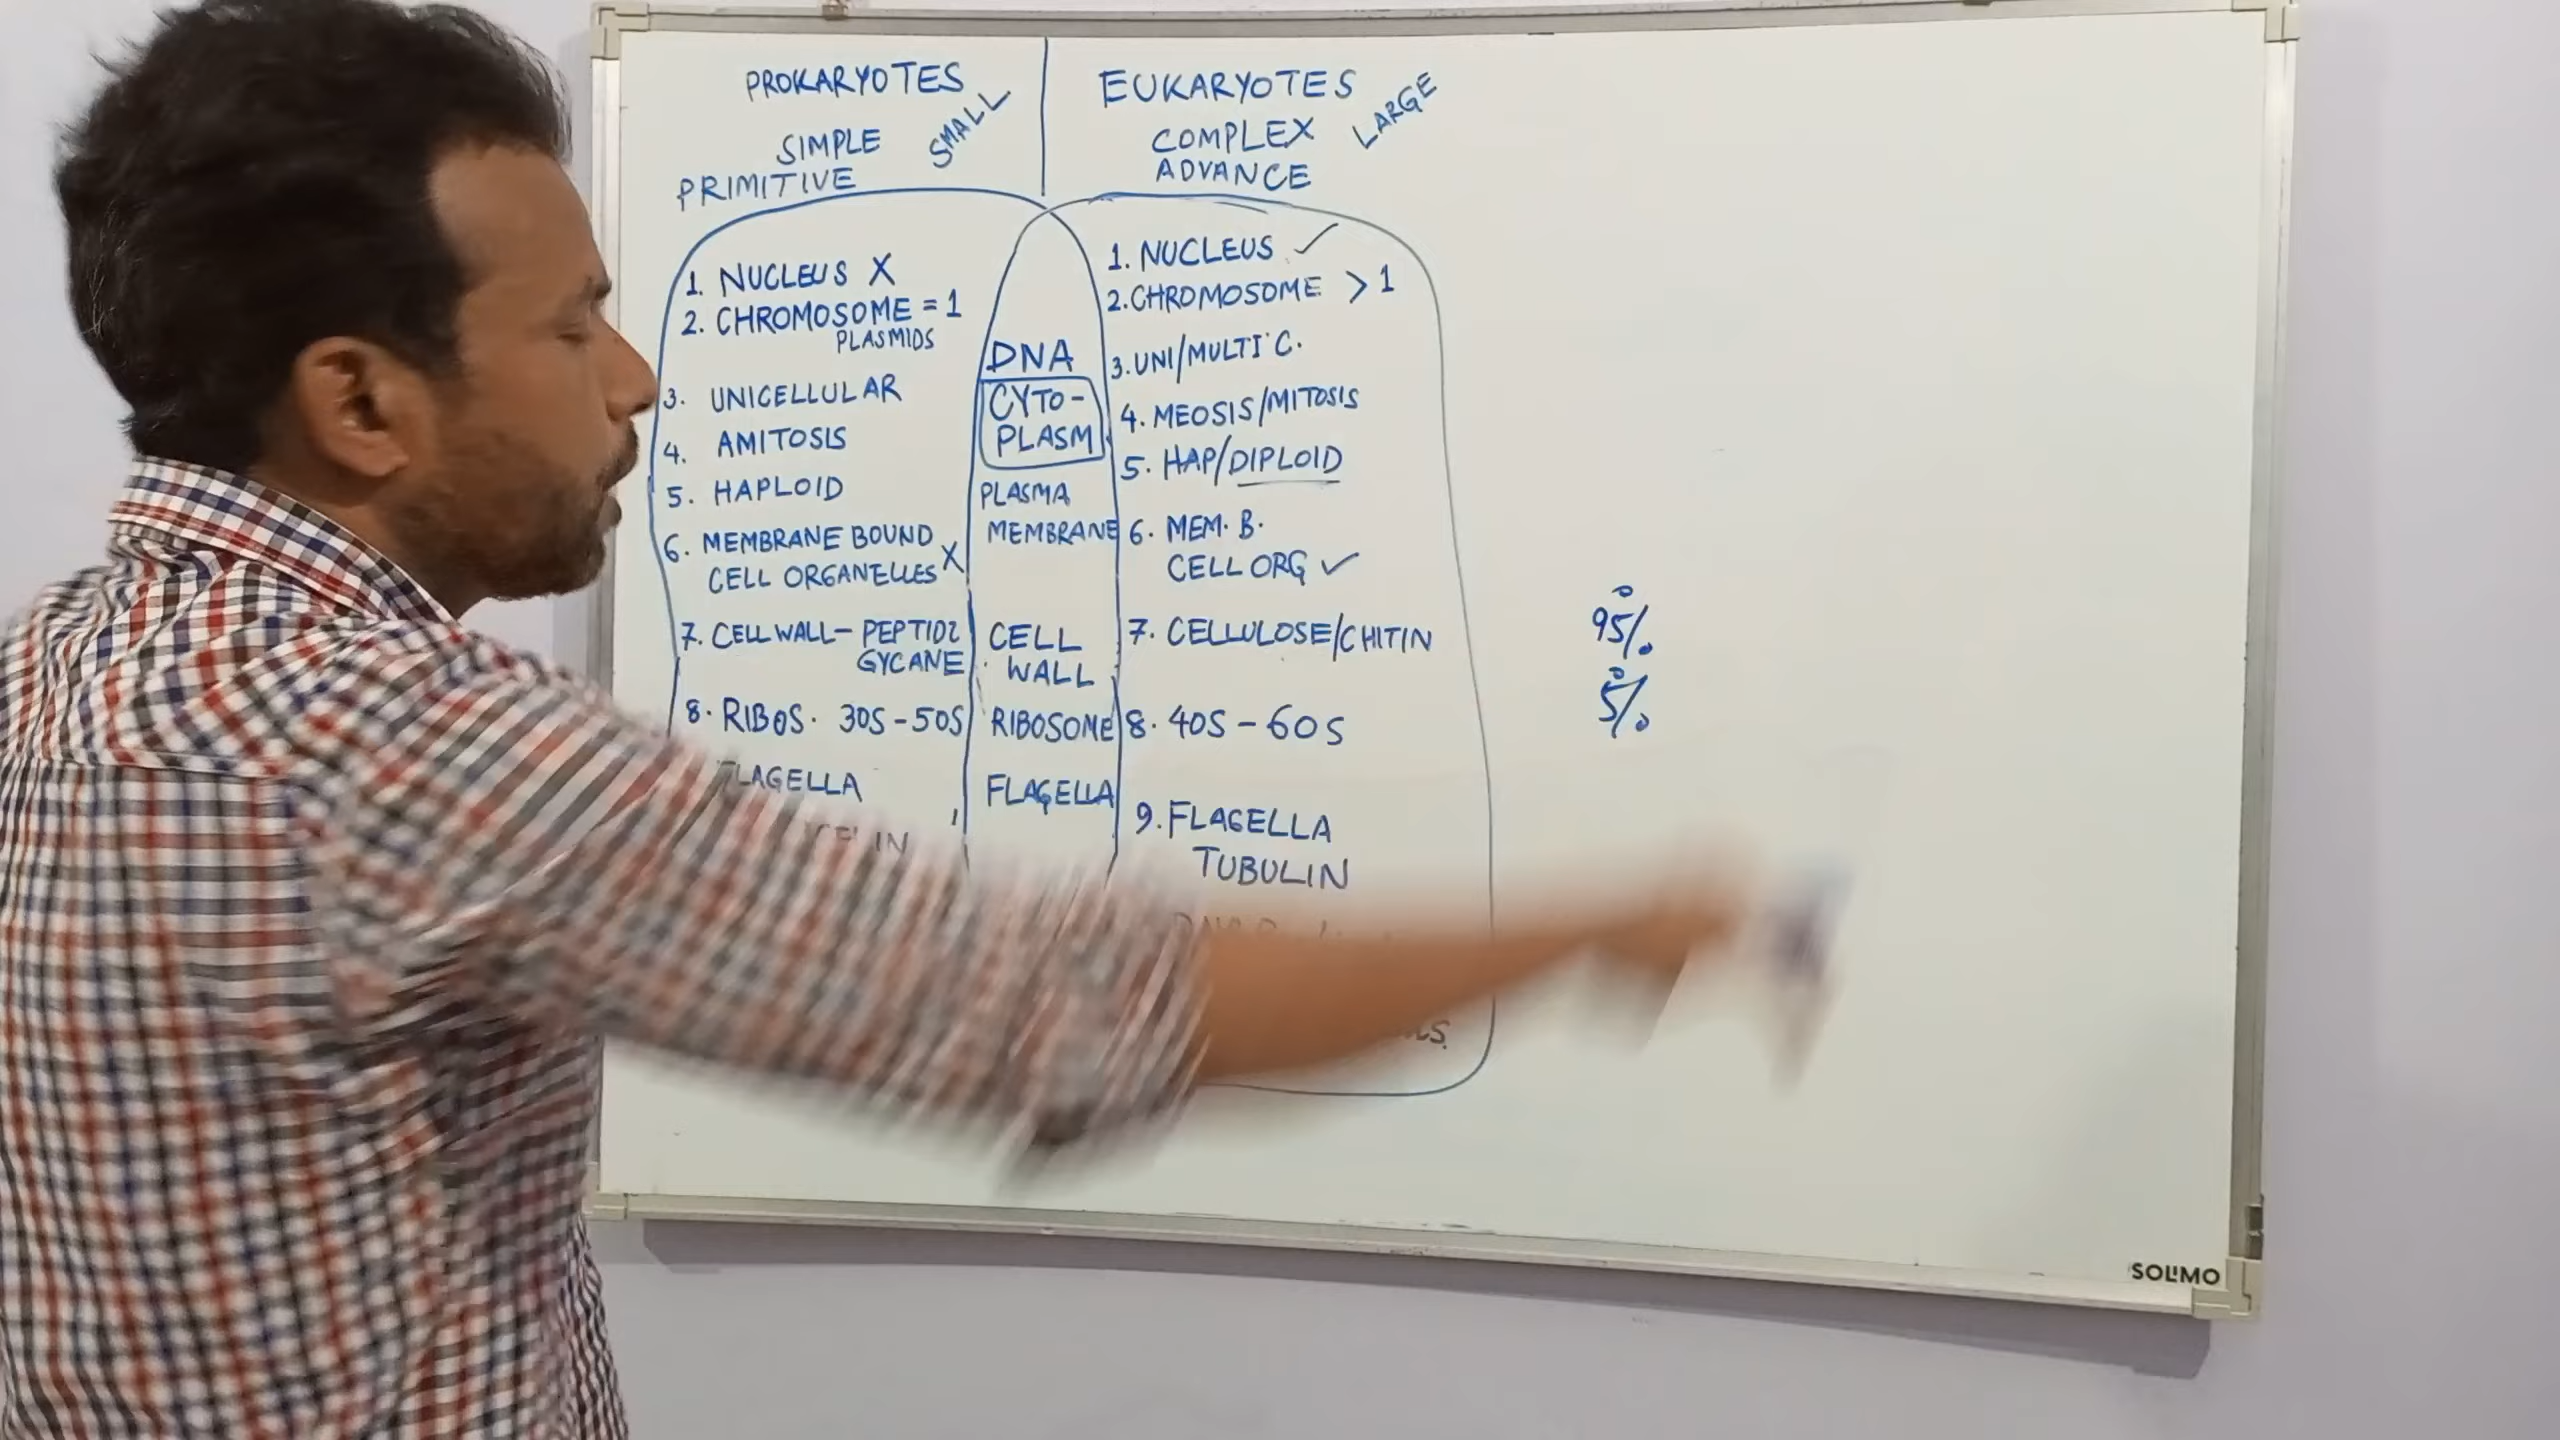 PROKARYOTES
SMALL
SIMPLE
PRIMITIVE
1. NUCLEUS X
2. CHROMOSOME = 1
PLASMIDS
3. UNICELLULAR
4. AMITOSIS
5. HAPLOID
6. MEMBRANE BOUND
CELL ORGANELLES X
7. CELL WALL - PEPTIDZ
GYCANE
8. RIBOS. 30S - 50S
FLAGELLA
DNA
CYTO-
PLASM
PLASMA
MEMBRANE
CELL
WALL
RIBOSOME
FLAGELLA
EUKARYOTES
LARGE
COMPLEX
ADVANCE
1. NUCLEUS ✓
2. CHROMOSOME > 1
3. UNI/MULTI C.
4. MEOSIS/MITOSIS
5. HAP/DIPLOID
6. MEM. B.
CELL ORG ✓
7. CELLULOSE/CHITIN
8. 40S - 60S
9. FLAGELLA
TUBULIN
95%
5%
SOLIMO